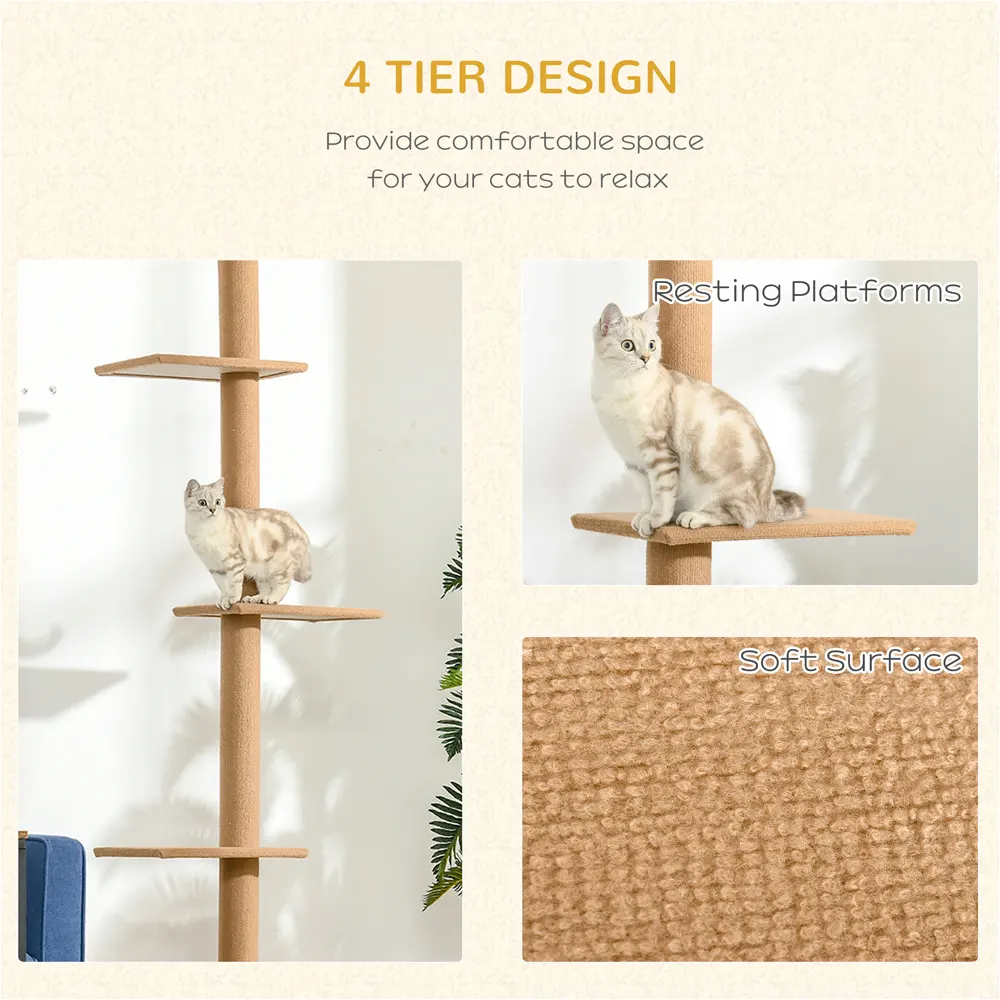 4 TIER DESIGN
Provide comfortable space
for your cats to relax
Resting Platforms
Soft Surface